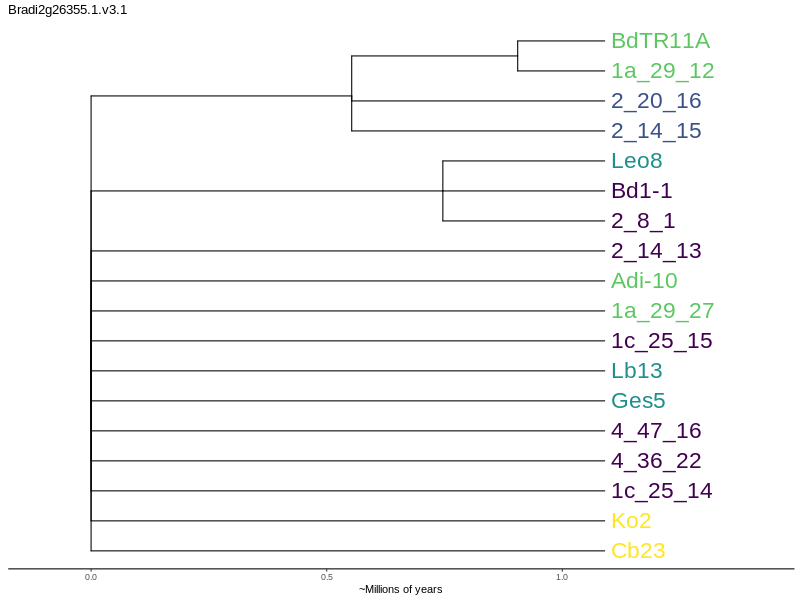 Bradi2g26355.1.v3.1
BdTR11A
1a_29_12
2_20_16
2_14_15
Leo8
Bd1-1
2_8_1
2_14_13
Adi-10
1a_29_27
1c_25_15
Lb13
Ges5
4_47_16
4_36_22
1c_25_14
Ko2
Cb23
0.0 0.5 1.0
~Millions of years